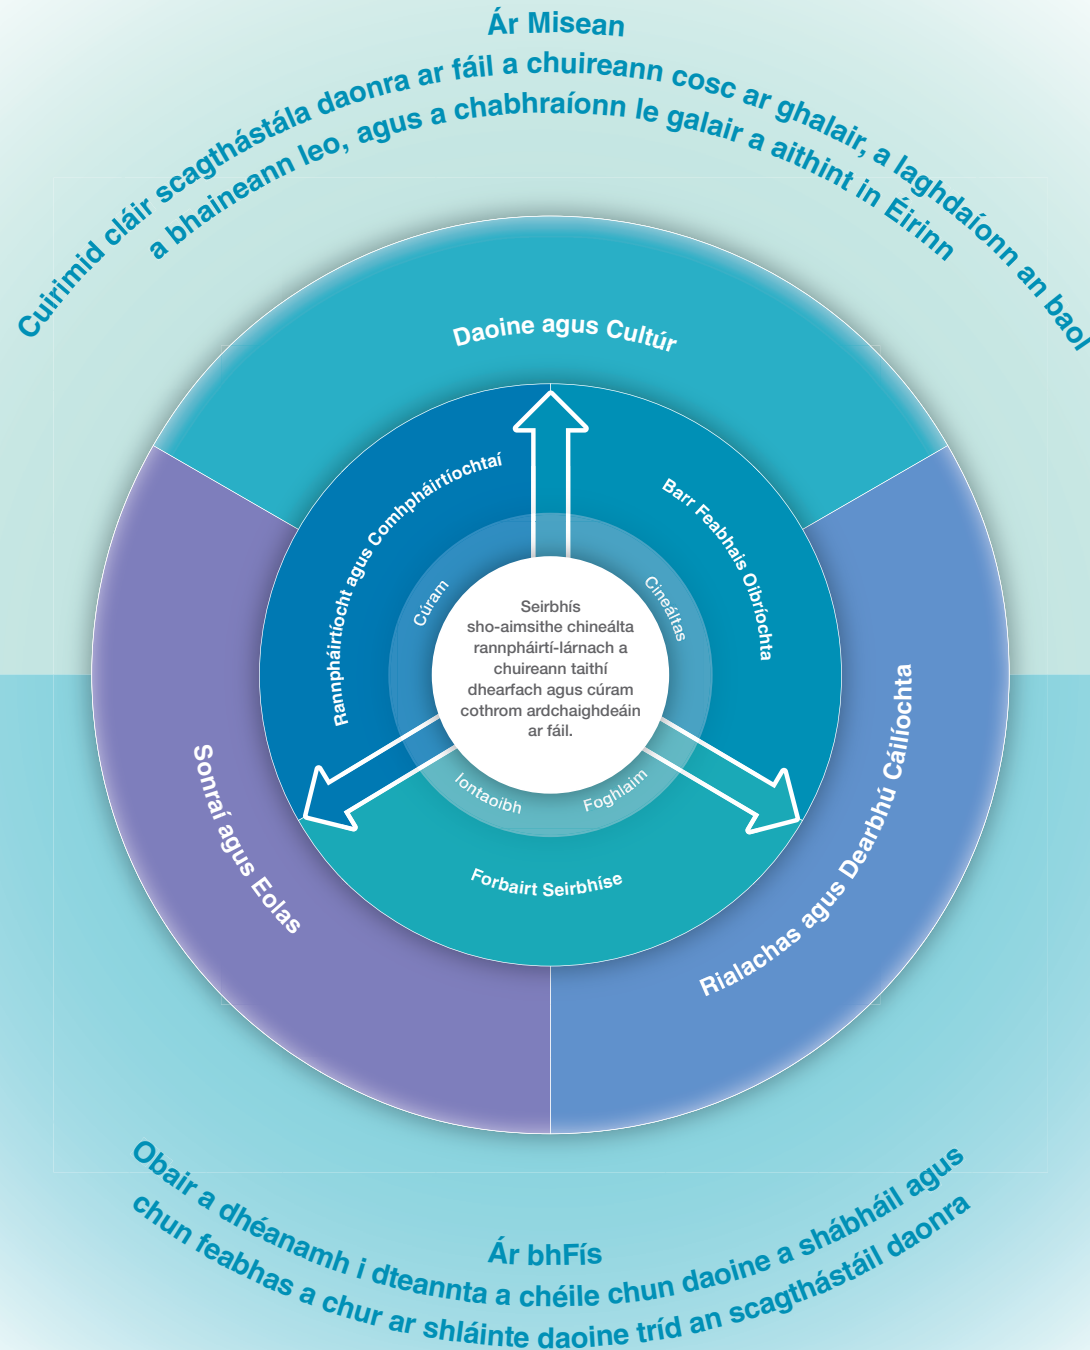 Ár Misean
Cuirimid cláir scagthástála daonra ar fáil a chuireann cosc ar ghalair, a laghdaíonn an baol
a bhaineann leo, agus a chabhraíonn le galair a aithint in Éirinn
Daoine agus Cultúr
Rannpháirtíocht agus Comhpháirtíochtaí
Barr Feabhais Oibríochta
Cúram
Cineáltas
Seirbhís
sho-aimsithe chineálta
rannpháirtí-lárnach a
chuireann taithí
dhearfach agus cúram
cothrom ardchaighdeáin
ar fáil.
Iontaoibh
Foghlaim
Forbairt Seirbhíse
Sonraí agus Eolas
Rialachas agus Dearbhú Cáilíochta
Ár bhFís
Obair a dhéanamh i dteannta a chéile chun daoine a shábháil agus
chun feabhas a chur ar shláinte daoine tríd an scagthástáil daonra